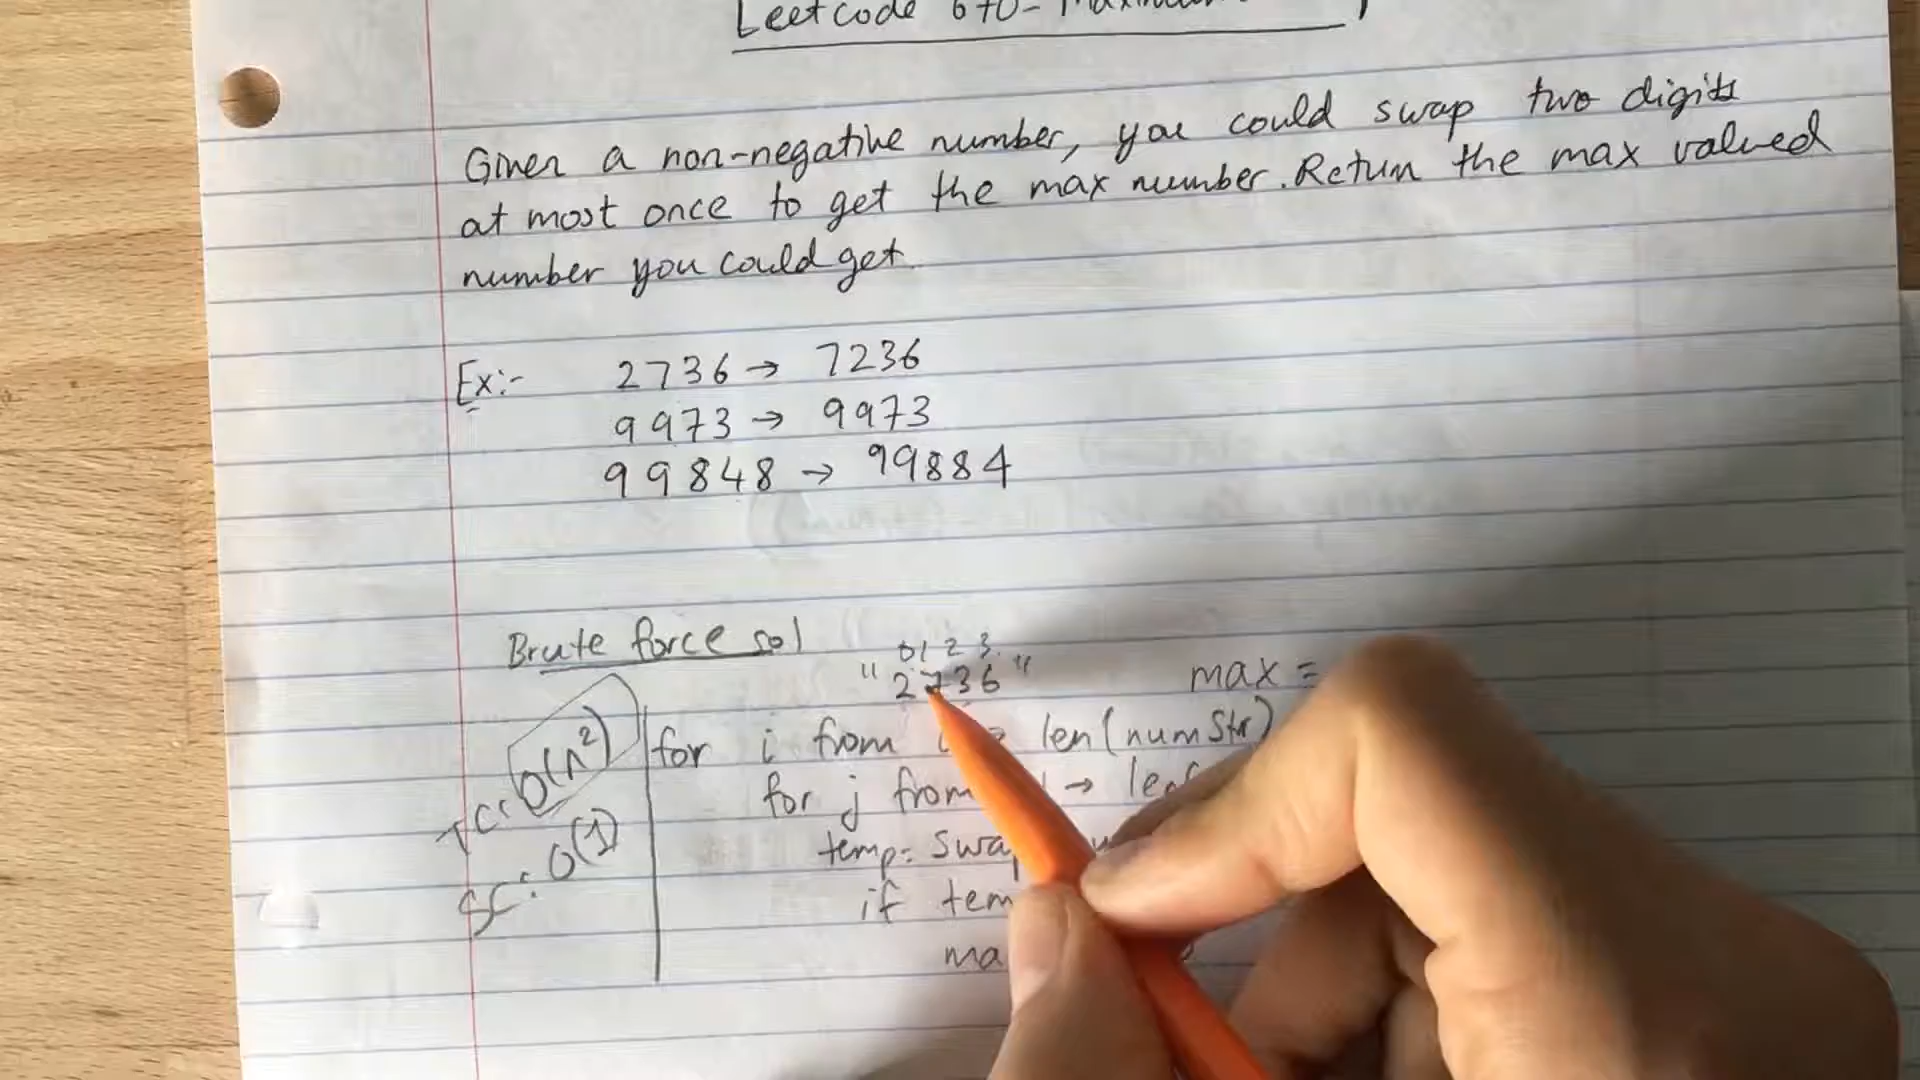 Leetcode 670- Maximum
Given a non-negative number, you could swap two digits
at most once to get the max number. Return the max valued
number you could get
Ex:- 2736 → 7236
9973 → 9973
99848 → 99884
Brute force sol
0 1 2 3
"2736" max =
TC: O(n²) for i from → len(numStr)
for j from → len
SC: O(1) temp = swap
if tem
ma